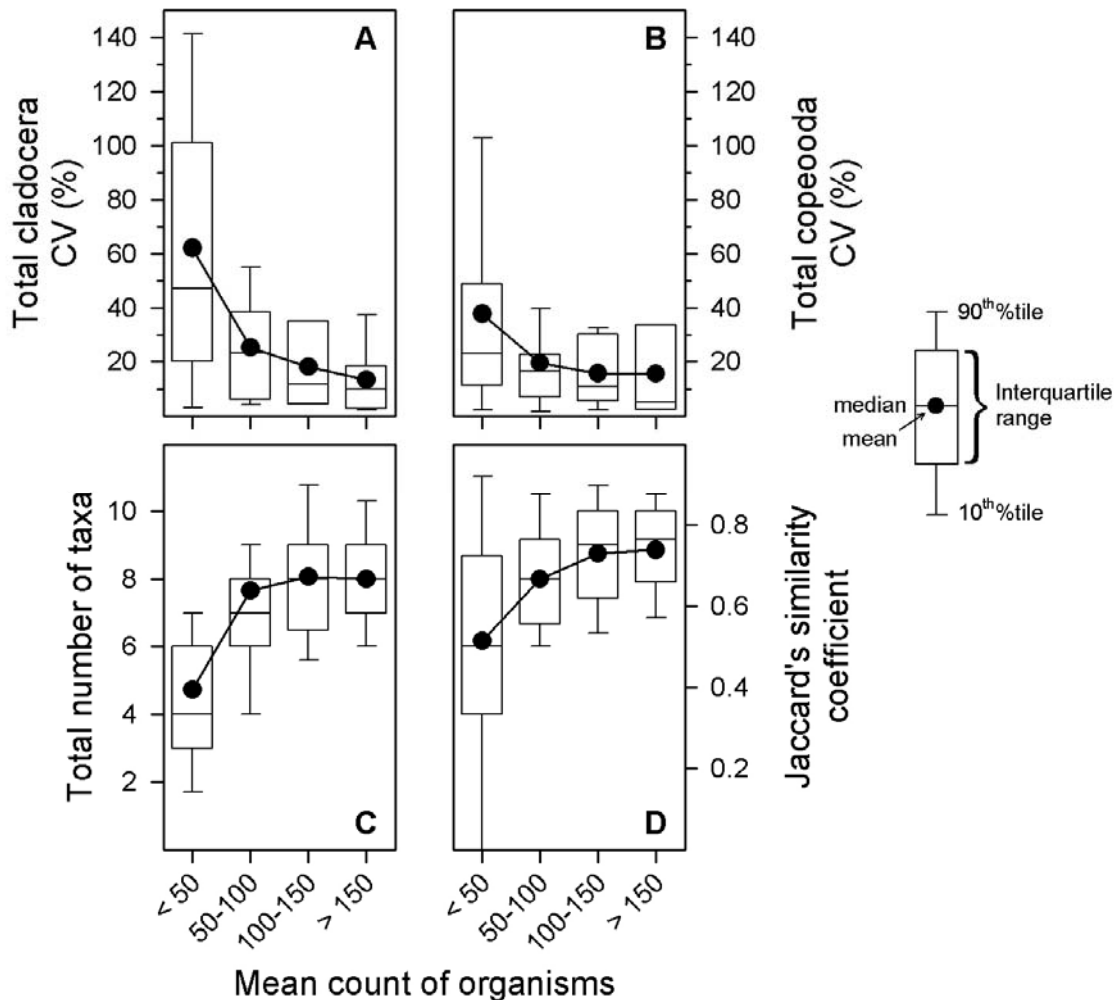 A
B
140
120
100
80
60
40
20
Total cladocera
CV (%)
140
120
100
80
60
40
20
Total copeooda
CV (%)
90th%tile
median
mean
Interquartile
range
10th%tile
10
8
6
4
2
Total number of taxa
C
D
0.8
0.6
0.4
0.2
Jaccard's similarity
coefficient
< 50
50-100
100-150
> 150
< 50
50-100
100-150
> 150
Mean count of organisms